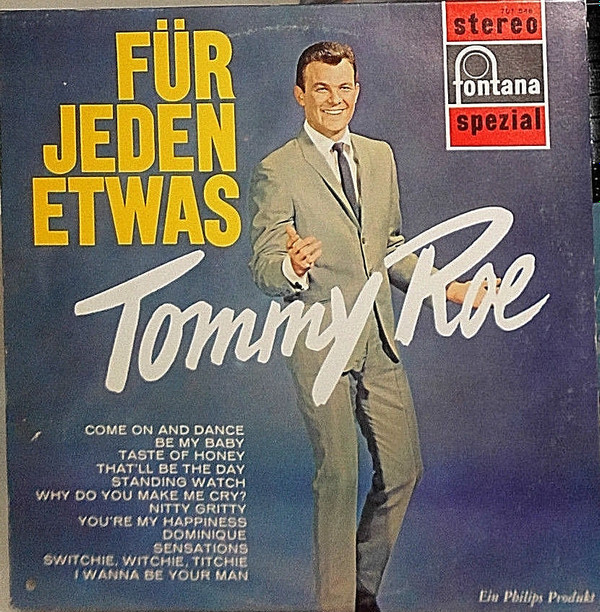 FÜR
JEDEN
ETWAS
701 546
stereo
fontana
spezial
Tommy Roe
COME ON AND DANCE
BE MY BABY
TASTE OF HONEY
THAT'LL BE THE DAY
STANDING WATCH
WHY DO YOU MAKE ME CRY?
NITTY GRITTY
YOU'RE MY HAPPINESS
DOMINIQUE
SENSATIONS
SWITCHIE, WITCHIE, TITCHIE
I WANNA BE YOUR MAN
Ein Philips Produkt